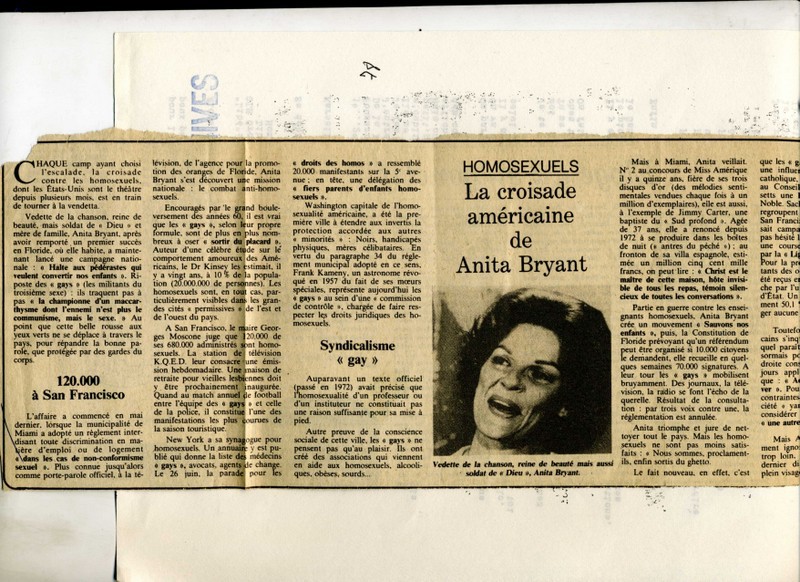 CHAQUE camp ayant choisi
l'escalade, la croisade
contre les homosexuels,
dont les États-Unis sont le théâtre
depuis plusieurs mois, est en train
de tourner à la vendetta.
Vedette de la chanson, reine de
beauté, mais soldat de « Dieu » et
mère de famille, Anita Bryant, après
avoir remporté un premier succès
en Floride, où elle habite, a mainte-
nant lancé une campagne natio-
nale : « Halte aux pédérastes qui
veulent convertir nos enfants ». Ri-
poste des « gays » (les militants du
troisième sexe) : ils traquent pas à
pas « la championne d'un maccar-
thysme dont l'ennemi n'est plus le
communisme, mais le sexe. » Au
point que cette belle rousse aux
yeux verts ne se déplace à travers le
pays, pour répandre la bonne pa-
role, que protégée par des gardes du
corps.
120.000
à San Francisco
L'affaire a commencé en mai
dernier, lorsque la municipalité de
Miami a adopté un règlement inter-
disant toute discrimination en ma-
tière d'emploi ou de logement
« dans les cas de non-conformisme
sexuel ». Plus connue jusqu'alors
comme porte-parole officiel, à la té-
lévision, de l'agence pour la promo-
tion des oranges de Floride, Anita
Bryant s'est découvert une mission
nationale : le combat anti-homo-
sexuels.
Encouragés par le grand boule-
versement des années 60, il est vrai
que les « gays », selon leur propre
formule, sont de plus en plus nom-
breux à oser « sortir du placard ».
Auteur d'une célèbre étude sur le
comportement amoureux des Amé-
ricains, le Dr Kinsey les estimait, il
y a vingt ans, à 10 % de la popula-
tion (20.000.000 de personnes). Les
homosexuels sont, en tout cas, par-
ticulièrement visibles dans les gran-
des cités « permissives » de l'est et
de l'ouest du pays.
A San Francisco, le maire Geor-
ges Moscone juge que 120.000 de
ses 680.000 administrés sont homo-
sexuels. La station de télévision
K.Q.E.D. leur consacre une émis-
sion hebdomadaire. Une maison de
retraite pour vieilles lesbiennes doit
y être prochainement inaugurée.
Quand au match annuel de football
entre l'équipe des « gays » et celle
de la police, il constitue l'une des
manifestations les plus courues de
la saison touristique.
New York a sa synagogue pour
homosexuels. Un annuaire y est pu-
blié qui donne la liste des médecins
« gays », avocats, agents de change.
Le 26 juin, la parade pour les
« droits des homos » a ressemblé
20.000 manifestants sur la 5e ave-
nue ; en tête, une délégation des
« fiers parents d'enfants homo-
sexuels ».
Washington capitale de l'homo-
sexualité américaine, a été la pre-
mière ville à étendre aux invertis la
protection accordée aux autres
« minorités » : Noirs, handicapés
physiques, mères célibataires. En
vertu du paragraphe 34 du règle-
ment municipal adopté en ce sens,
Frank Kameny, un astronome révo-
qué en 1957 du fait de ses mœurs
spéciales, représente aujourd'hui les
« gays » au sein d'une « commission
de contrôle », chargée de faire res-
pecter les droits juridiques des ho-
mosexuels.
Syndicalisme
« gay »
Auparavant un texte officiel
(passé en 1972) avait précisé que
l'homosexualité d'un professeur ou
d'un instituteur ne constituait pas
une raison suffisante pour sa mise à
pied.
Autre preuve de la conscience
sociale de cette ville, les « gays » ne
pensent pas qu'au plaisir. Ils ont
créé des associations qui viennent
en aide aux homosexuels, alcooli-
ques, obèses, sourds...
HOMOSEXUELS
La croisade
américaine
de
Anita Bryant
Vedette de la chanson, reine de beauté mais aussi
soldat de « Dieu », Anita Bryant.
Mais à Miami, Anita veillait.
N° 2 au concours de Miss Amérique
il y a quinze ans, fière de ses trois
disques d'or (des mélodies senti-
mentales vendues chaque fois à un
million d'exemplaires), elle est aussi,
à l'exemple de Jimmy Carter, une
baptiste du « Sud profond ». Agée
de 37 ans, elle a renoncé depuis
1972 à se produire dans les boîtes
de nuit (« antres du péché ») ; au
fronton de sa villa espagnole, esti-
mée un million cinq cent mille
francs, on peut lire : « Christ est le
maître de cette maison, hôte invisi-
ble de tous les repas, témoin silen-
cieux de toutes les conversations ».
Partie en guerre contre les ensei-
gnants homosexuels, Anita Bryant
crée un mouvement « Sauvons nos
enfants », puis, la Constitution de
Floride prévoyant qu'un référendum
peut être organisé si 10.000 citoyens
le demandent, elle recueille en quel-
ques semaines 70.000 signatures. A
leur tour les « gays » mobilisent
bruyamment. Des journaux, la télé-
vision, la radio se font l'écho de la
querelle. Résultat de la consulta-
tion : par trois voix contre une, la
réglementation est annulée.
Anita triomphe et jure de net-
toyer tout le pays. Mais les homo-
sexuels ne sont pas moins satis-
faits : « Nous sommes, proclament-
ils, enfin sortis du ghetto.
Le fait nouveau, en effet, c'est